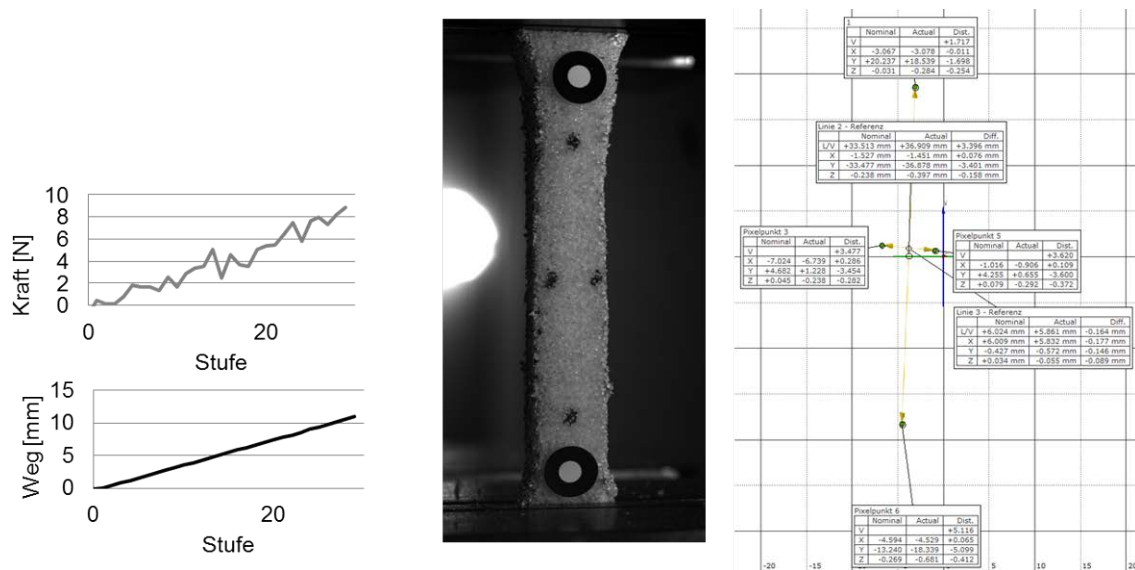 10
8
6
4
2
0
Kraft [N]
0 20
Stufe
15
10
5
0
Weg [mm]
0 20
Stufe
1
Nominal Actual Dist.
V +1.717
X -3.067 -3.078 -0.011
Y +20.237 +18.539 -1.698
Z -0.031 -0.284 -0.254
Linie 2 - Referenz
Nominal Actual Diff.
L/V +33.513 mm +36.909 mm +3.396 mm
X -1.527 mm -1.451 mm +0.076 mm
Y -33.477 mm -36.878 mm -3.401 mm
Z -0.238 mm -0.397 mm -0.158 mm
Pixelpunkt 3
Nominal Actual Dist.
V +3.477
X -7.024 -6.739 +0.286
Y +4.682 +1.228 -3.454
Z +0.045 -0.238 -0.282
Pixelpunkt 5
Nominal Actual Dist.
V +3.620
X -1.016 -0.906 +0.109
Y +4.255 +0.655 -3.600
Z +0.079 -0.292 -0.372
Linie 3 - Referenz
Nominal Actual Diff.
L/V +6.024 mm +5.861 mm -0.164 mm
X +6.009 mm +5.832 mm -0.177 mm
Y -0.427 mm -0.572 mm -0.146 mm
Z +0.034 mm -0.055 mm -0.089 mm
Pixelpunkt 6
Nominal Actual Dist.
V +5.116
X -4.594 -4.529 +0.065
Y -13.240 -18.339 -5.099
Z -0.269 -0.681 -0.412
-20 -15 -10 -5 0 5 10 15 20